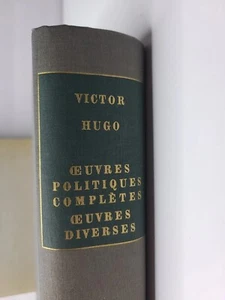 VICTOR
HUGO
ŒUVRES
POLITIQUES
COMPLÈTES
ŒUVRES
DIVERSES